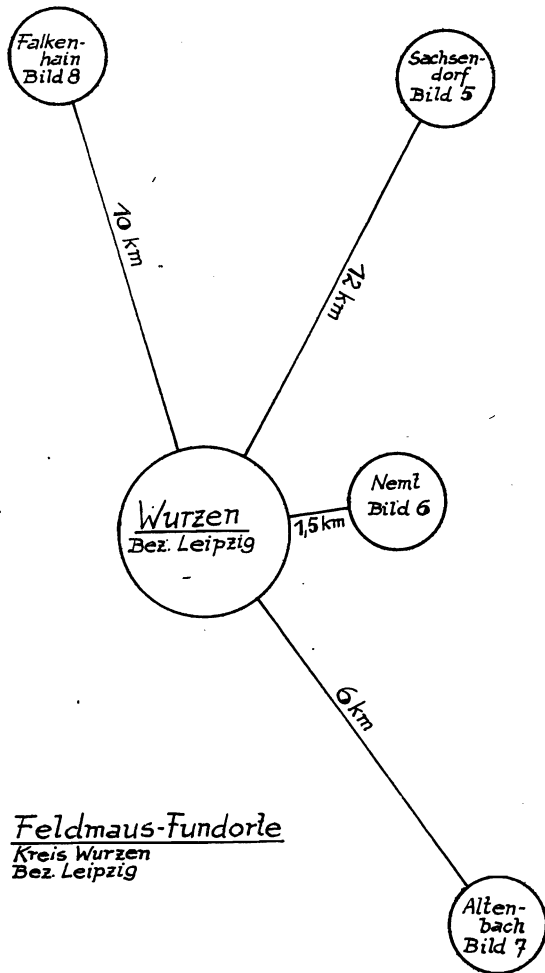 Falken-
hain
Bild 8
Sachsen-
dorf
Bild 5
10 km
12 km
Wurzen
Bez. Leipzig
1,5 km
Nemt
Bild 6
6 km
Feldmaus-Fundorte
Kreis Wurzen
Bez. Leipzig
Alten-
bach
Bild 7